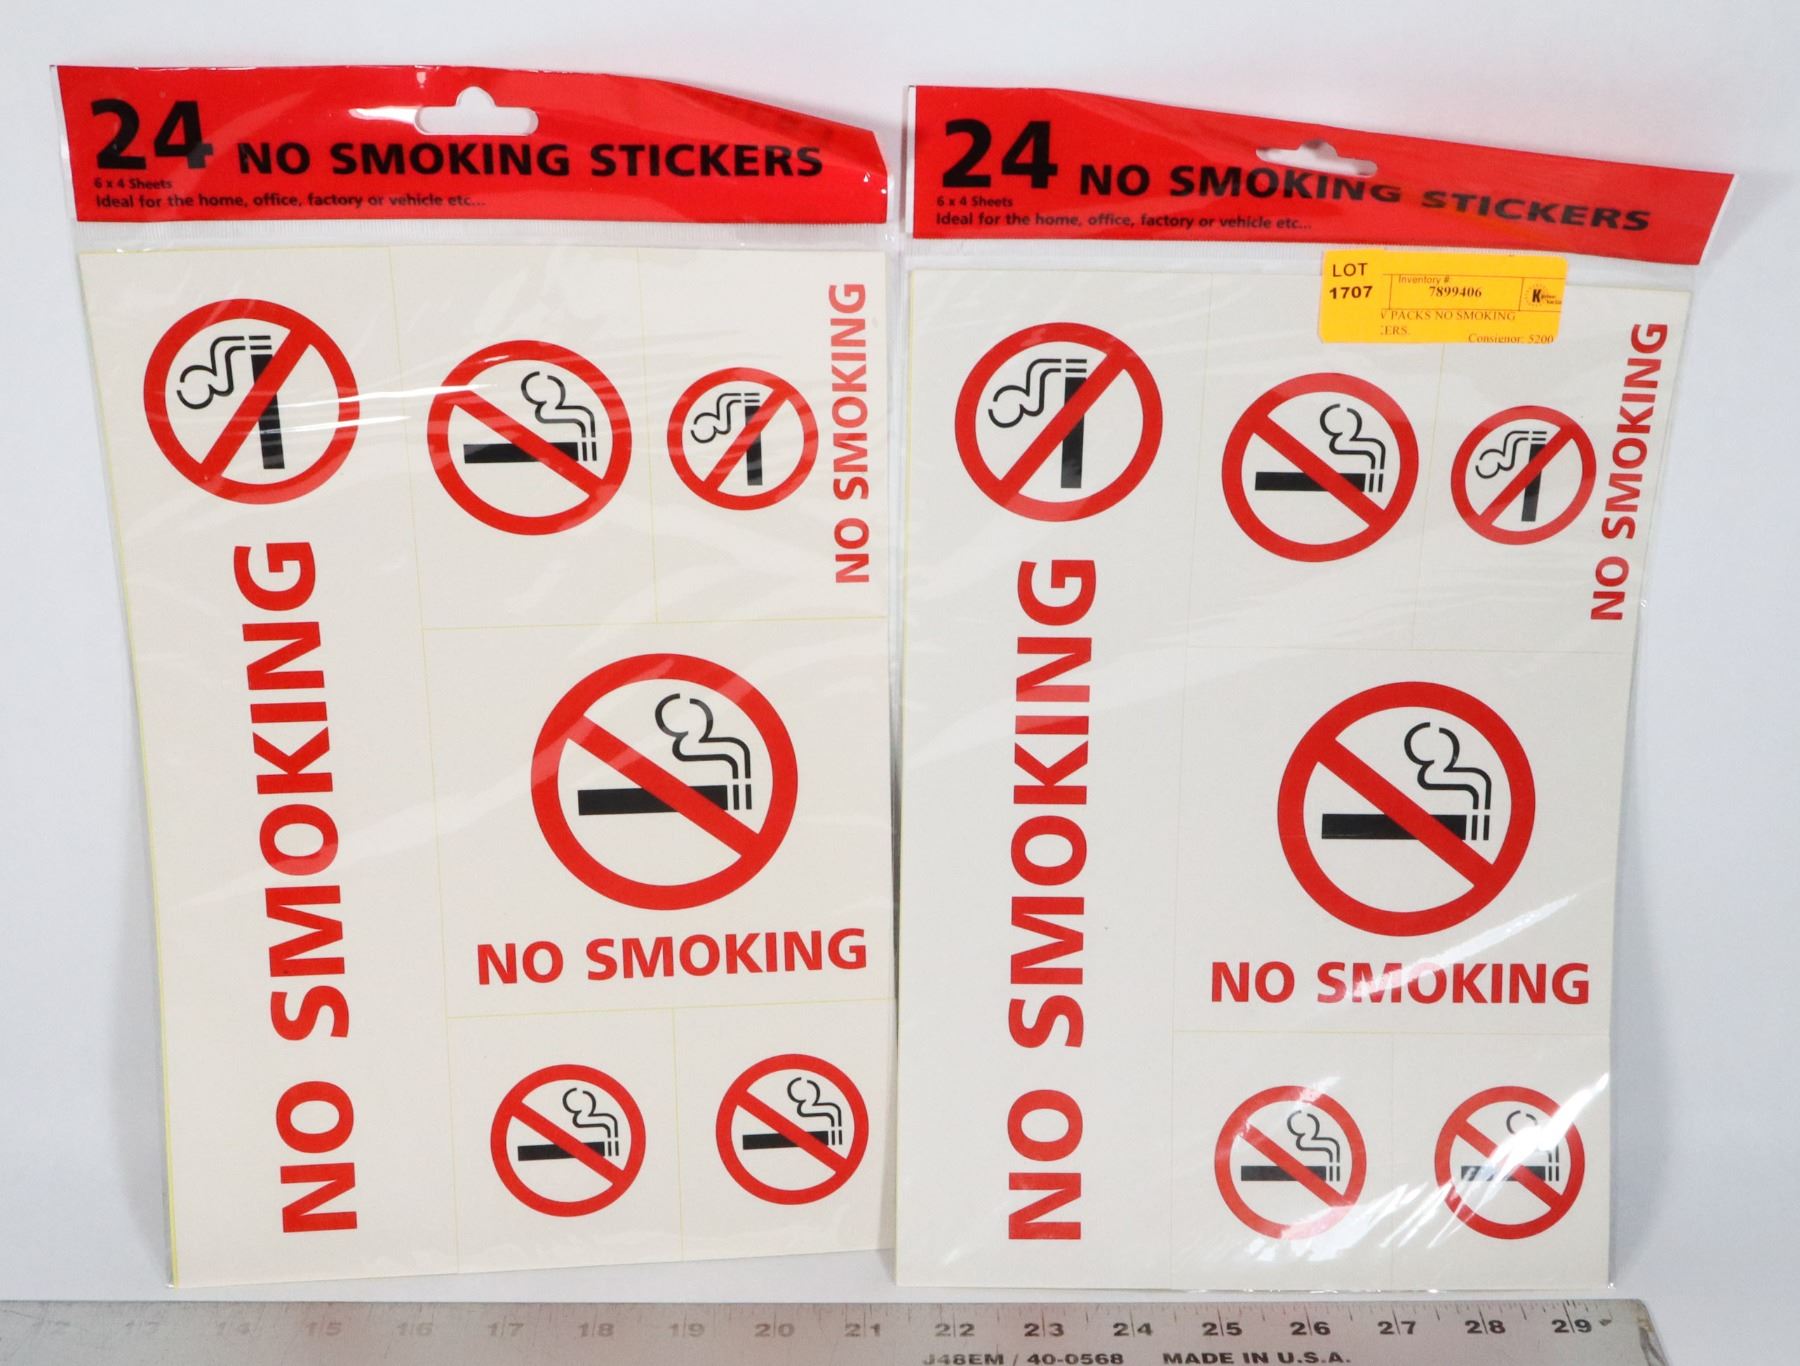 24 NO SMOKING STICKERS
6 x 4 Sheets
Ideal for the home, office, factory or vehicle etc...
NO SMOKING
NO SMOKING
NO SMOKING
24 NO SMOKING STICKERS
6 x 4 Sheets
Ideal for the home, office, factory or vehicle etc...
LOT
1707
Inventory #:
7899406
PACKS NO SMOKING
Consignor: 5200
NO SMOKING
NO SMOKING
NO SMOKING
12 13 14 15 16 17 18 19 20 21 22 23 24 25 26 27 28 29
J48EM / 40-0568 MADE IN U.S.A.